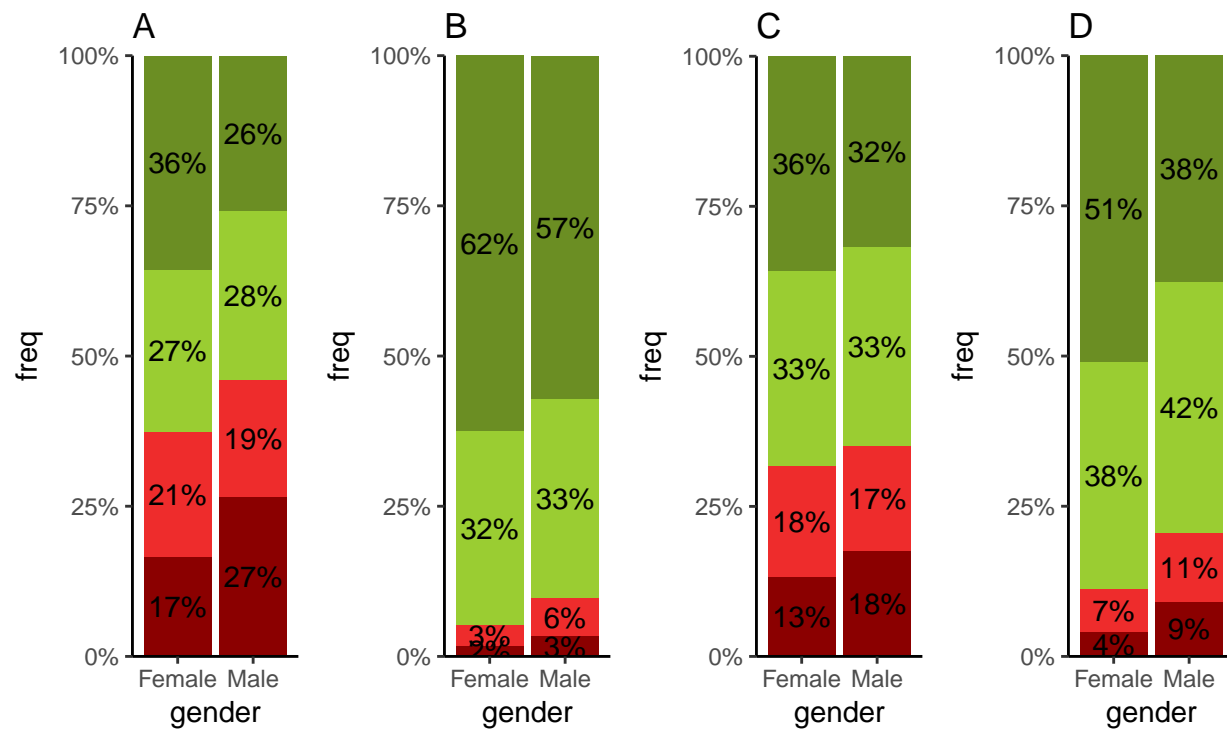 A
B
C
D
freq
100%
75%
50%
25%
0%
36%
27%
21%
17%
26%
28%
19%
27%
Female
Male
gender
freq
100%
75%
50%
25%
0%
62%
32%
3%
2%
57%
33%
6%
3%
Female
Male
gender
freq
100%
75%
50%
25%
0%
36%
33%
18%
13%
32%
33%
17%
18%
Female
Male
gender
freq
100%
75%
50%
25%
0%
51%
38%
7%
4%
38%
42%
11%
9%
Female
Male
gender